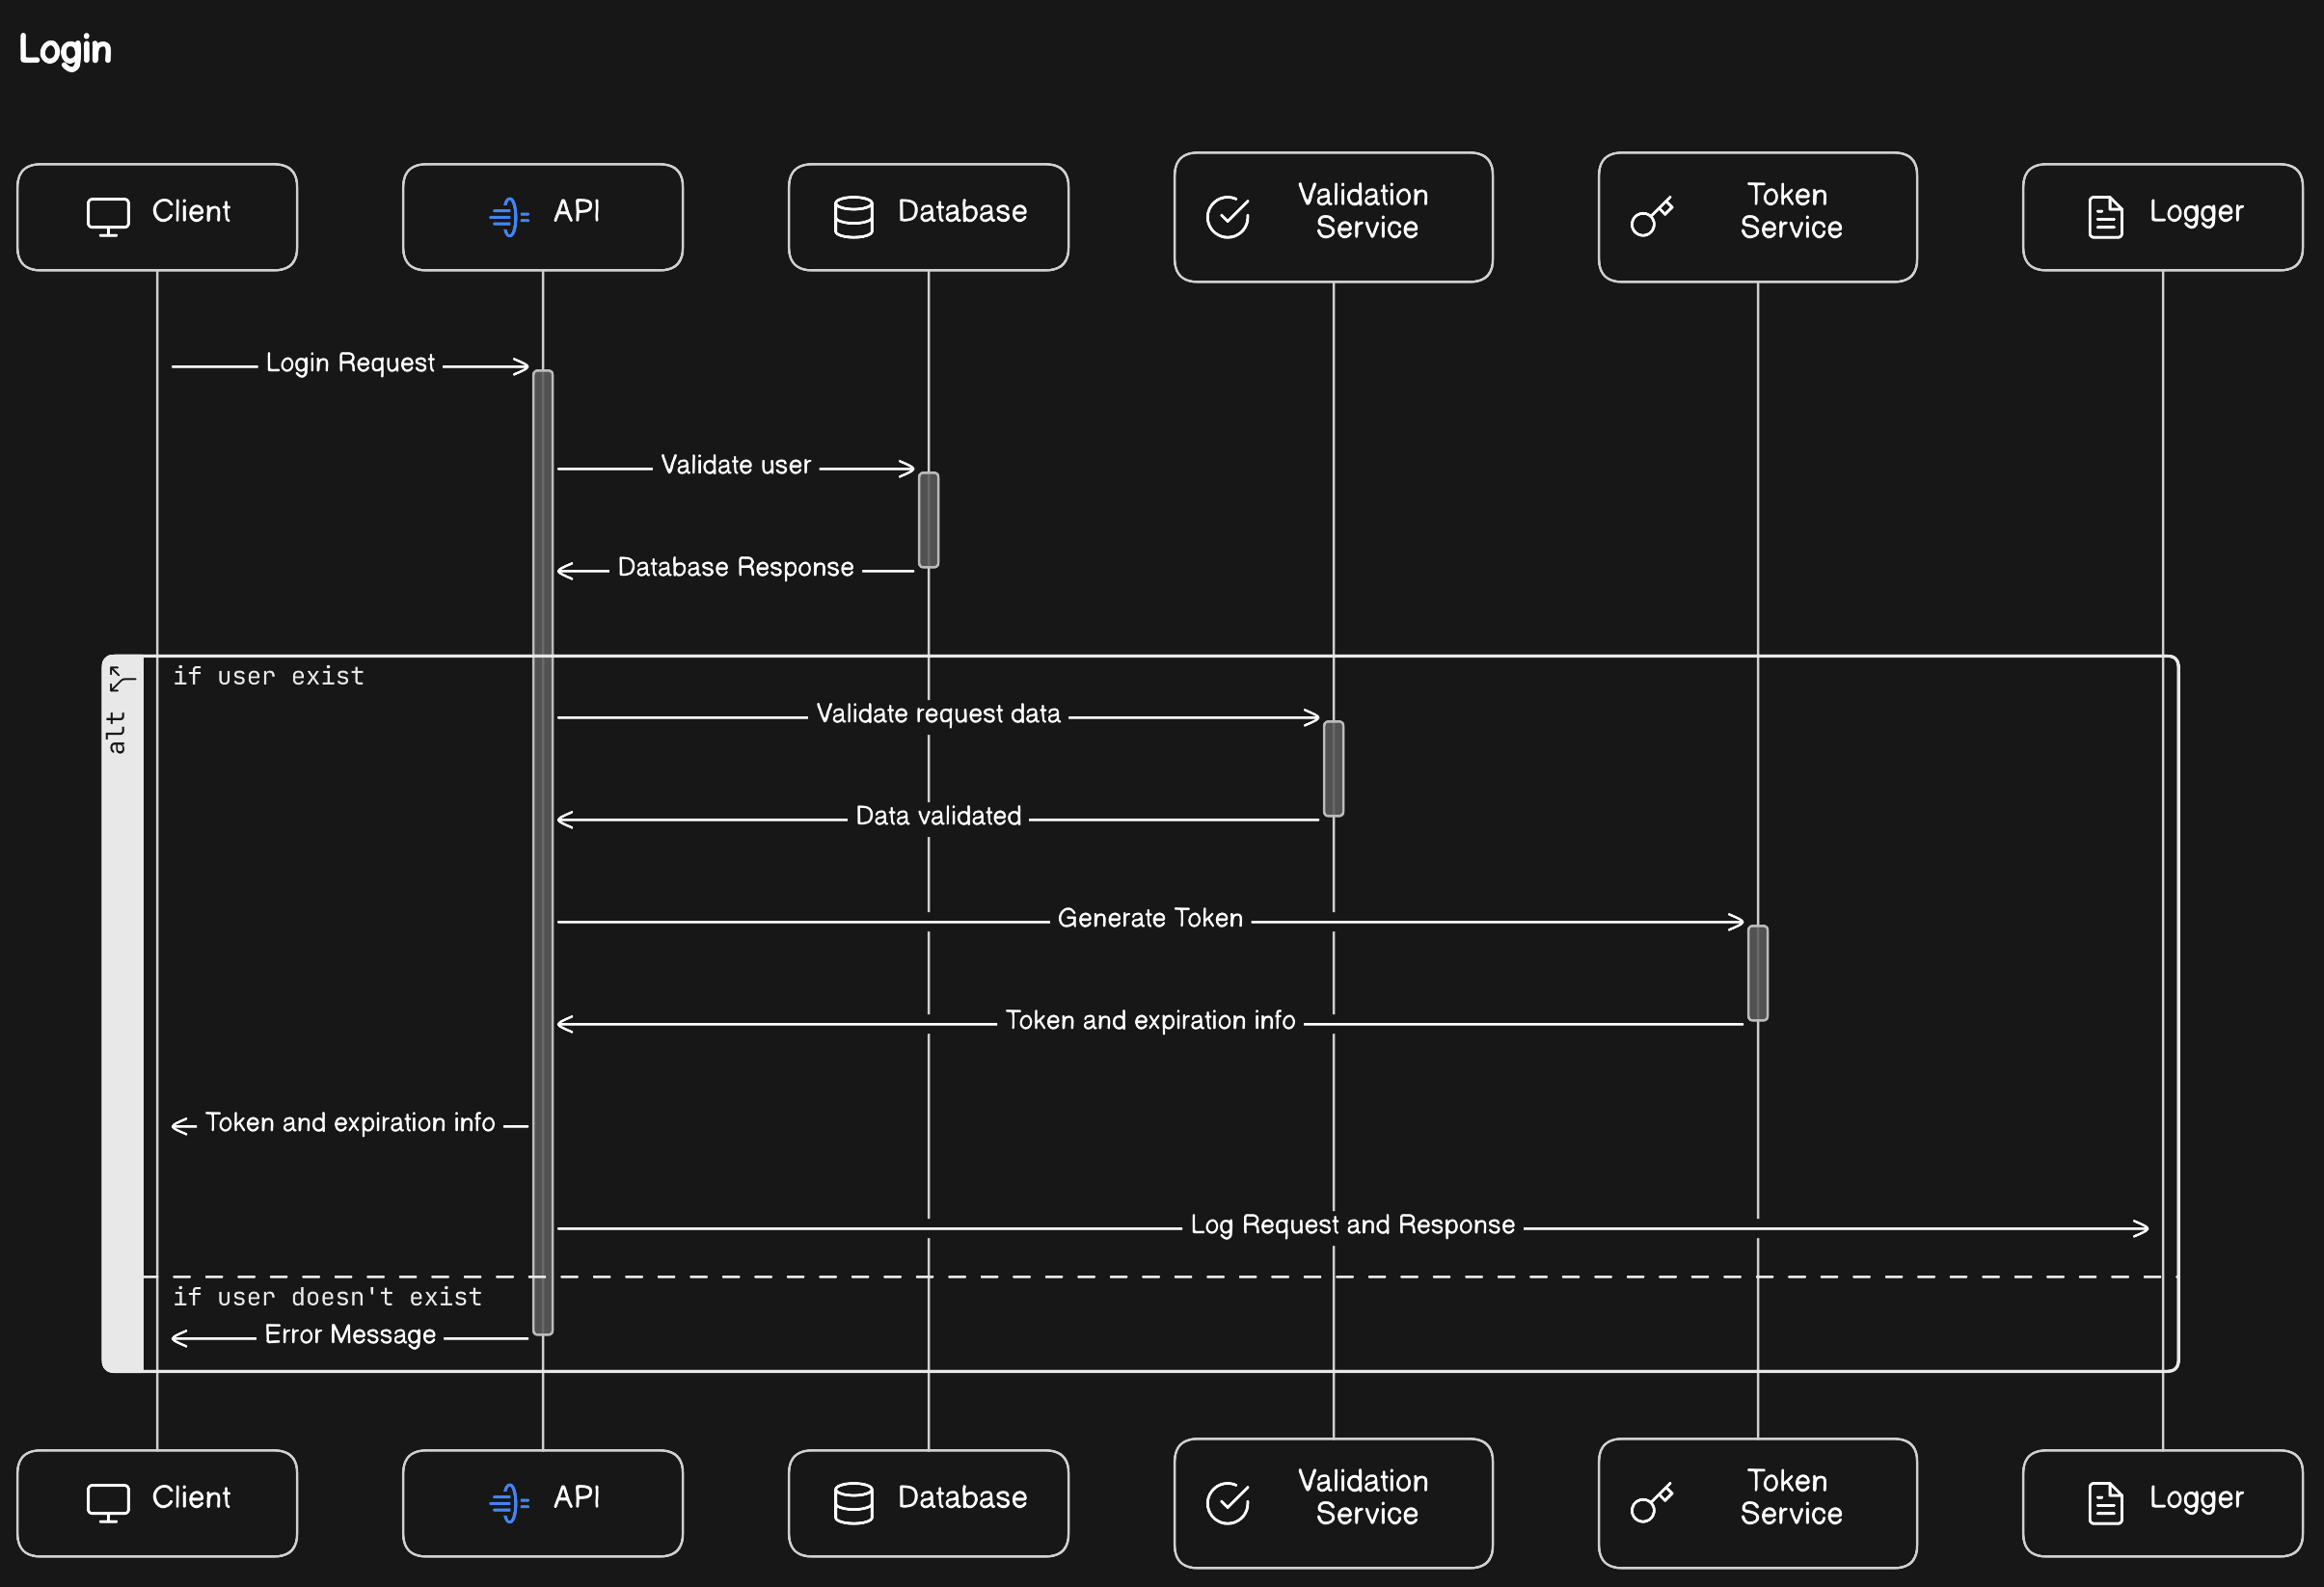 Login
Client
API
Database
Validation
Service
Token
Service
Logger
Login Request
Validate user
Database Response
alt
if user exist
Validate request data
Data validated
Generate Token
Token and expiration info
Token and expiration info
Log Request and Response
if user doesn't exist
Error Message
Client
API
Database
Validation
Service
Token
Service
Logger